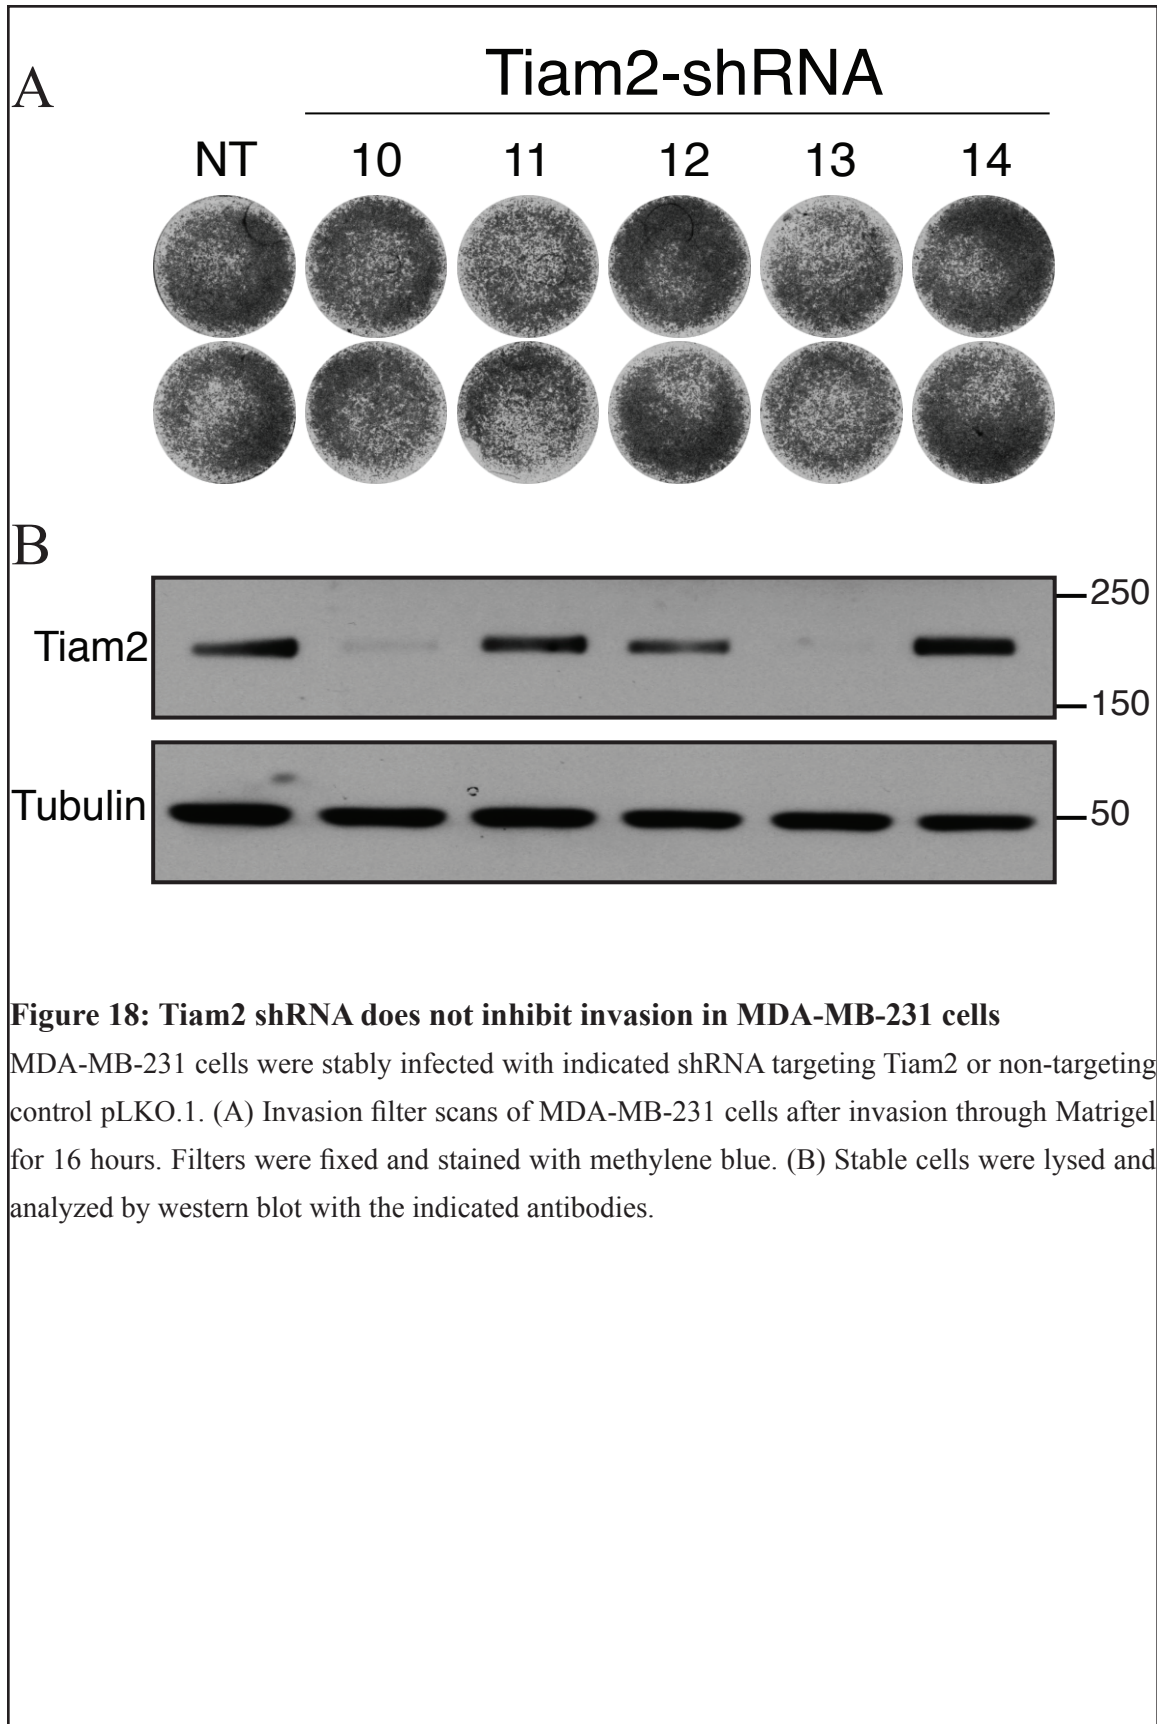 A
Tiam2-shRNA
NT 10 11 12 13 14
B
Tiam2
250
150
Tubulin
50
Figure 18: Tiam2 shRNA does not inhibit invasion in MDA-MB-231 cells
MDA-MB-231 cells were stably infected with indicated shRNA targeting Tiam2 or non-targeting
control pLKO.1. (A) Invasion filter scans of MDA-MB-231 cells after invasion through Matrigel
for 16 hours. Filters were fixed and stained with methylene blue. (B) Stable cells were lysed and
analyzed by western blot with the indicated antibodies.